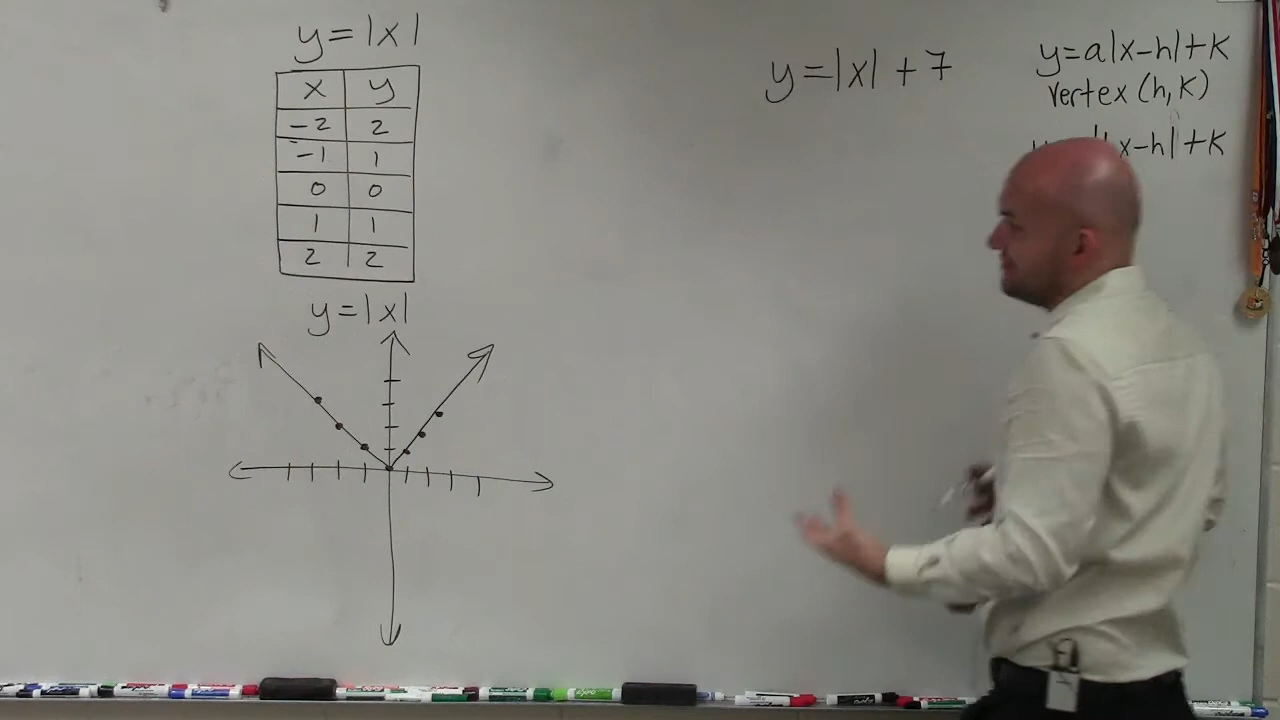 y=|x|
x y
-2 2
-1 1
0 0
1 1
2 2
y=|x|
y=|x|+7
y=a|x-h|+k
vertex (h,k)
x-h|+k